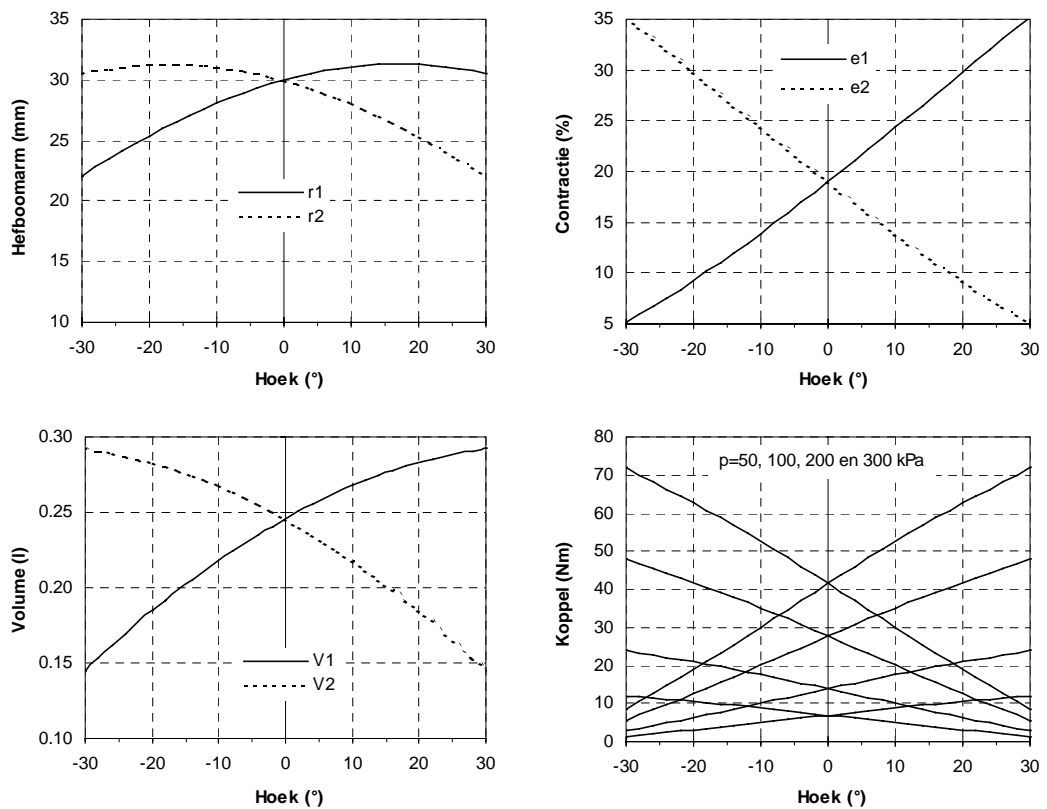 Hefboomarm (mm)
35
30
25
20
15
10
r1
r2
-30 -20 -10 0 10 20 30
Hoek (°)
Contractie (%)
35
30
25
20
15
10
5
e1
e2
-30 -20 -10 0 10 20 30
Hoek (°)
Volume (l)
0.30
0.25
0.20
0.15
0.10
V1
V2
-30 -20 -10 0 10 20 30
Hoek (°)
Koppel (Nm)
80
70
60
50
40
30
20
10
0
p=50, 100, 200 en 300 kPa
-30 -20 -10 0 10 20 30
Hoek (°)